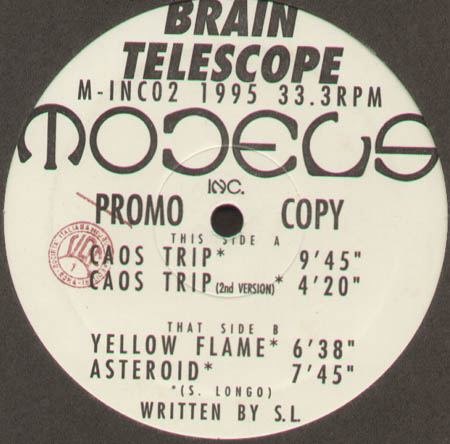 BRAIN
TELESCOPE
M-INC02 1995 33.3RPM
MODELS
INC.
PROMO COPY
THIS SIDE A
CAOS TRIP* 9'45"
CAOS TRIP (2nd VERSION)* 4'20"
THAT SIDE B
YELLOW FLAME* 6'38"
ASTEROID* 7'45"
*(S. LONGO)
WRITTEN BY S.L.